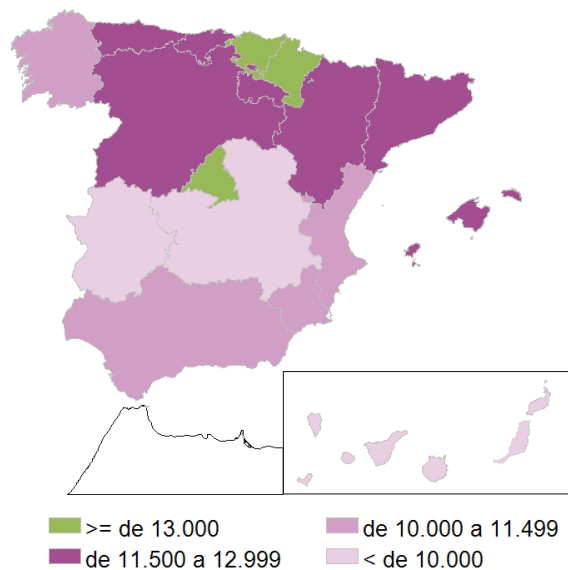 >= de 13.000
de 10.000 a 11.499
de 11.500 a 12.999
< de 10.000